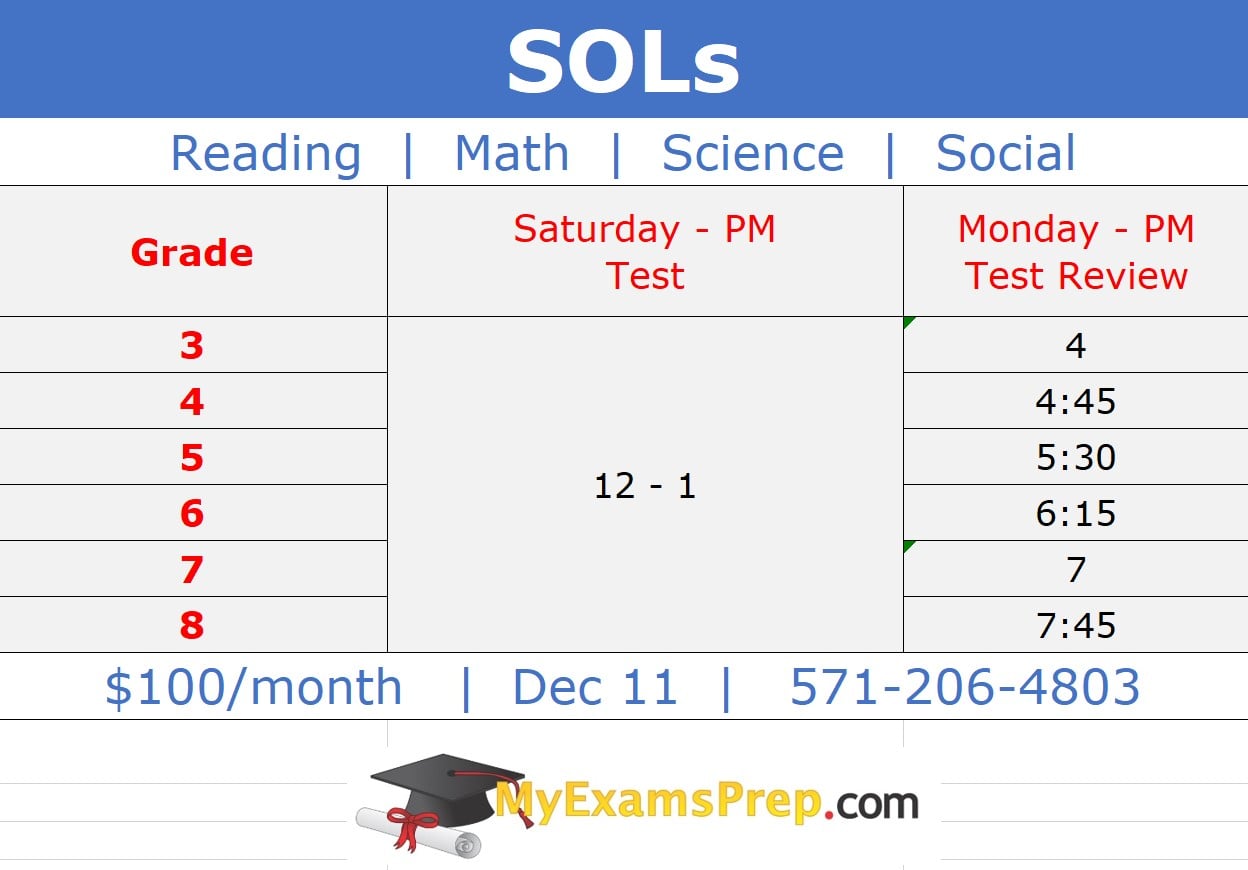 SOLs
Reading | Math | Science | Social
Grade
Saturday - PM
Test
Monday - PM
Test Review
3
12 - 1
4
4
4:45
5
5:30
6
6:15
7
7
8
7:45
$100/month | Dec 11 | 571-206-4803
MyExamsPrep.com